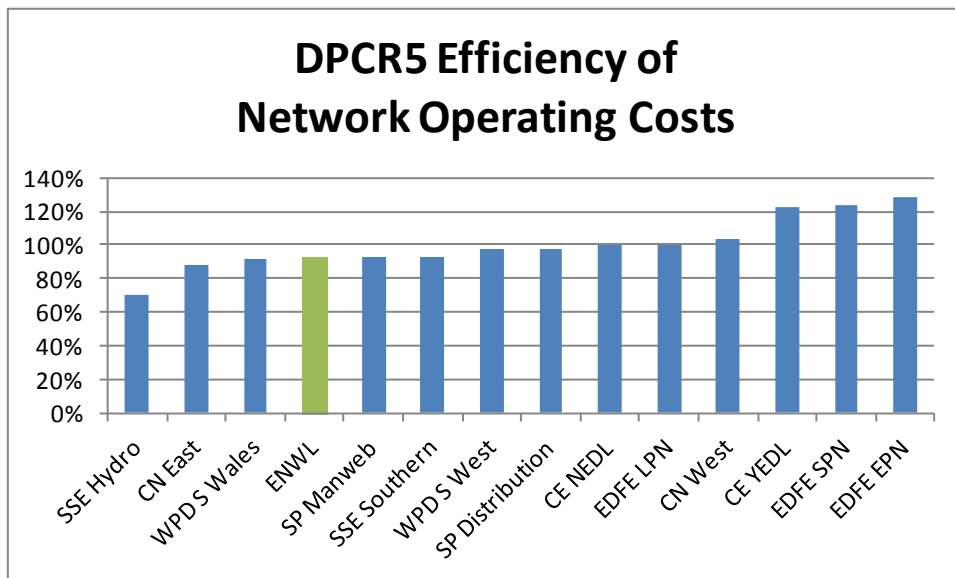 DPCR5 Efficiency of
Network Operating Costs
140%
120%
100%
80%
60%
40%
20%
0%
SSE Hydro
CN East
WPD S Wales
ENWL
SP Manweb
SSE Southern
WPD S West
SP Distribution
CE NEDL
EDFE LPN
CN West
CE YEDL
EDFE SPN
EDFE EPN